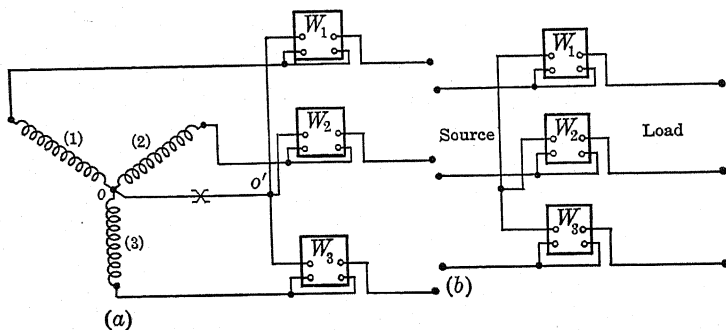 W₁
W₁
(1)
(2)
W₂
Source
W₂
Load
o
o′
(3)
W₃
W₃
(a)
(b)